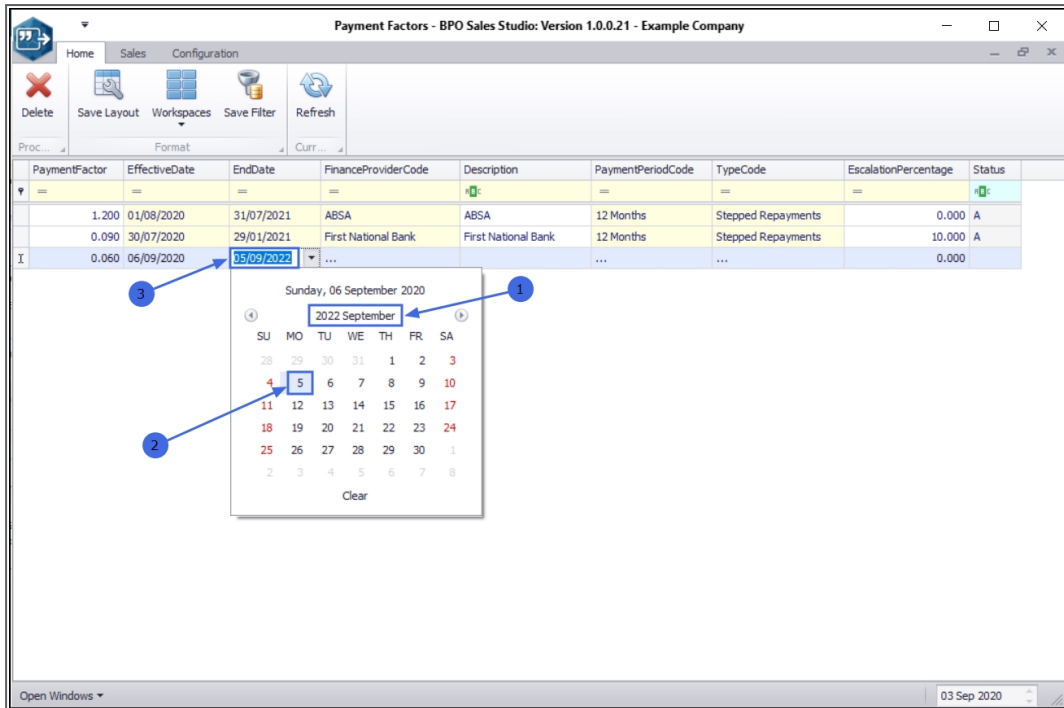 Payment Factors - BPO Sales Studio: Version 1.0.0.21 - Example Company
Home Sales Configuration
Delete Save Layout Workspaces Save Filter Refresh
Proc... Format Curr...
PaymentFactor EffectiveDate EndDate FinanceProviderCode Description PaymentPeriodCode TypeCode EscalationPercentage Status
= = = = = = =
1.200 01/08/2020 31/07/2021 ABSA ABSA 12 Months Stepped Repayments 0.000 A
0.090 30/07/2020 29/01/2021 First National Bank First National Bank 12 Months Stepped Repayments 10.000 A
0.060 06/09/2020 05/09/2022 ... ... ... 0.000
3
Sunday, 06 September 2020
1
2022 September
SU MO TU WE TH FR SA
28 29 30 31 1 2 3
4 5 6 7 8 9 10
11 12 13 14 15 16 17
18 19 20 21 22 23 24
2
25 26 27 28 29 30 1
2 3 4 5 6 7 8
Clear
Open Windows 03 Sep 2020